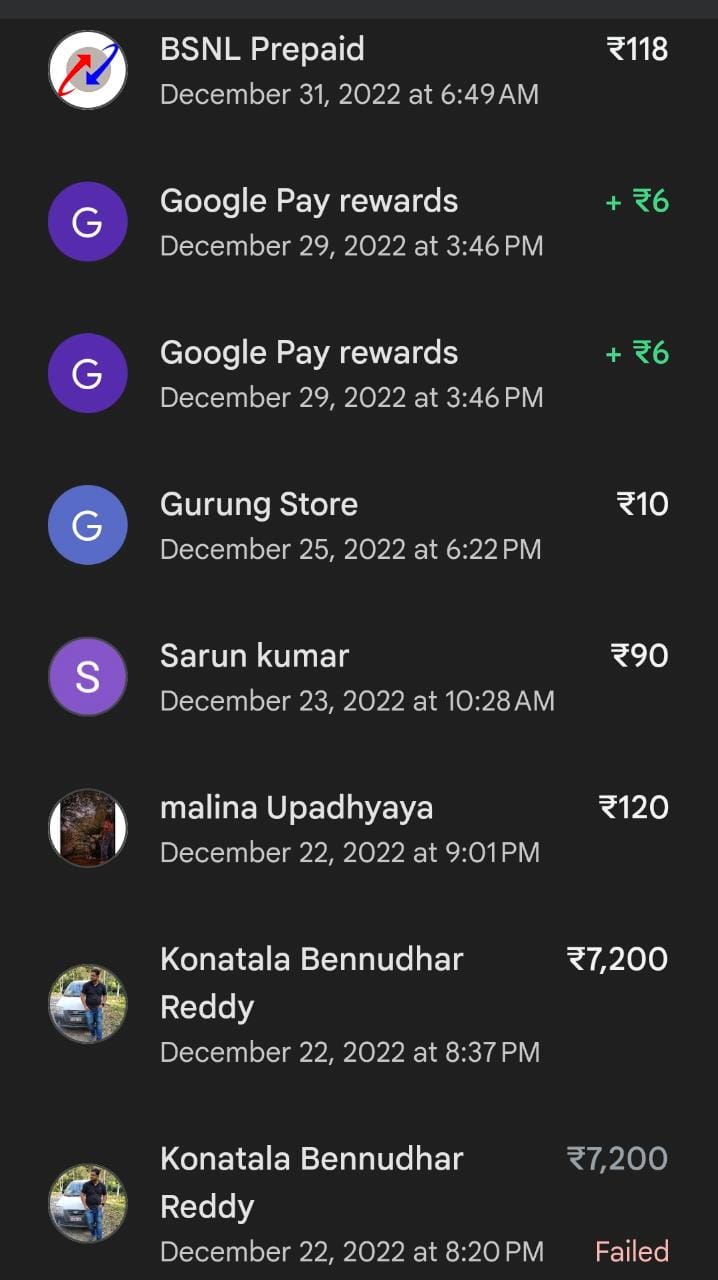 BSNL Prepaid ₹118
December 31, 2022 at 6:49 AM
G Google Pay rewards + ₹6
December 29, 2022 at 3:46 PM
G Google Pay rewards + ₹6
December 29, 2022 at 3:46 PM
G Gurung Store ₹10
December 25, 2022 at 6:22 PM
S Sarun kumar ₹90
December 23, 2022 at 10:28 AM
malina Upadhyaya ₹120
December 22, 2022 at 9:01 PM
Konatala Bennudhar ₹7,200
Reddy
December 22, 2022 at 8:37 PM
Konatala Bennudhar ₹7,200
Reddy
December 22, 2022 at 8:20 PM Failed